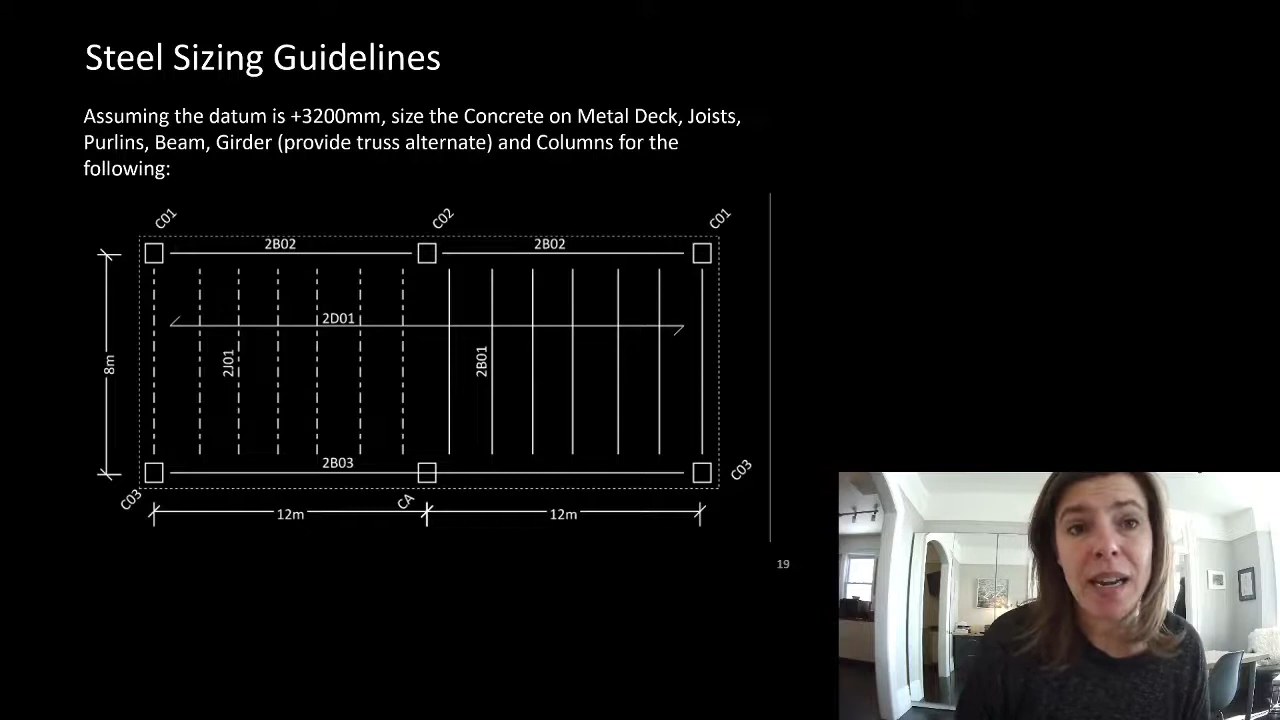 Steel Sizing Guidelines
Assuming the datum is +3200mm, size the Concrete on Metal Deck, Joists,
Purlins, Beam, Girder (provide truss alternate) and Columns for the
following:
C01
C02
C01
2B02
2B02
2D01
8m
2J01
2B01
2B03
C03
CA
C03
12m
12m
19